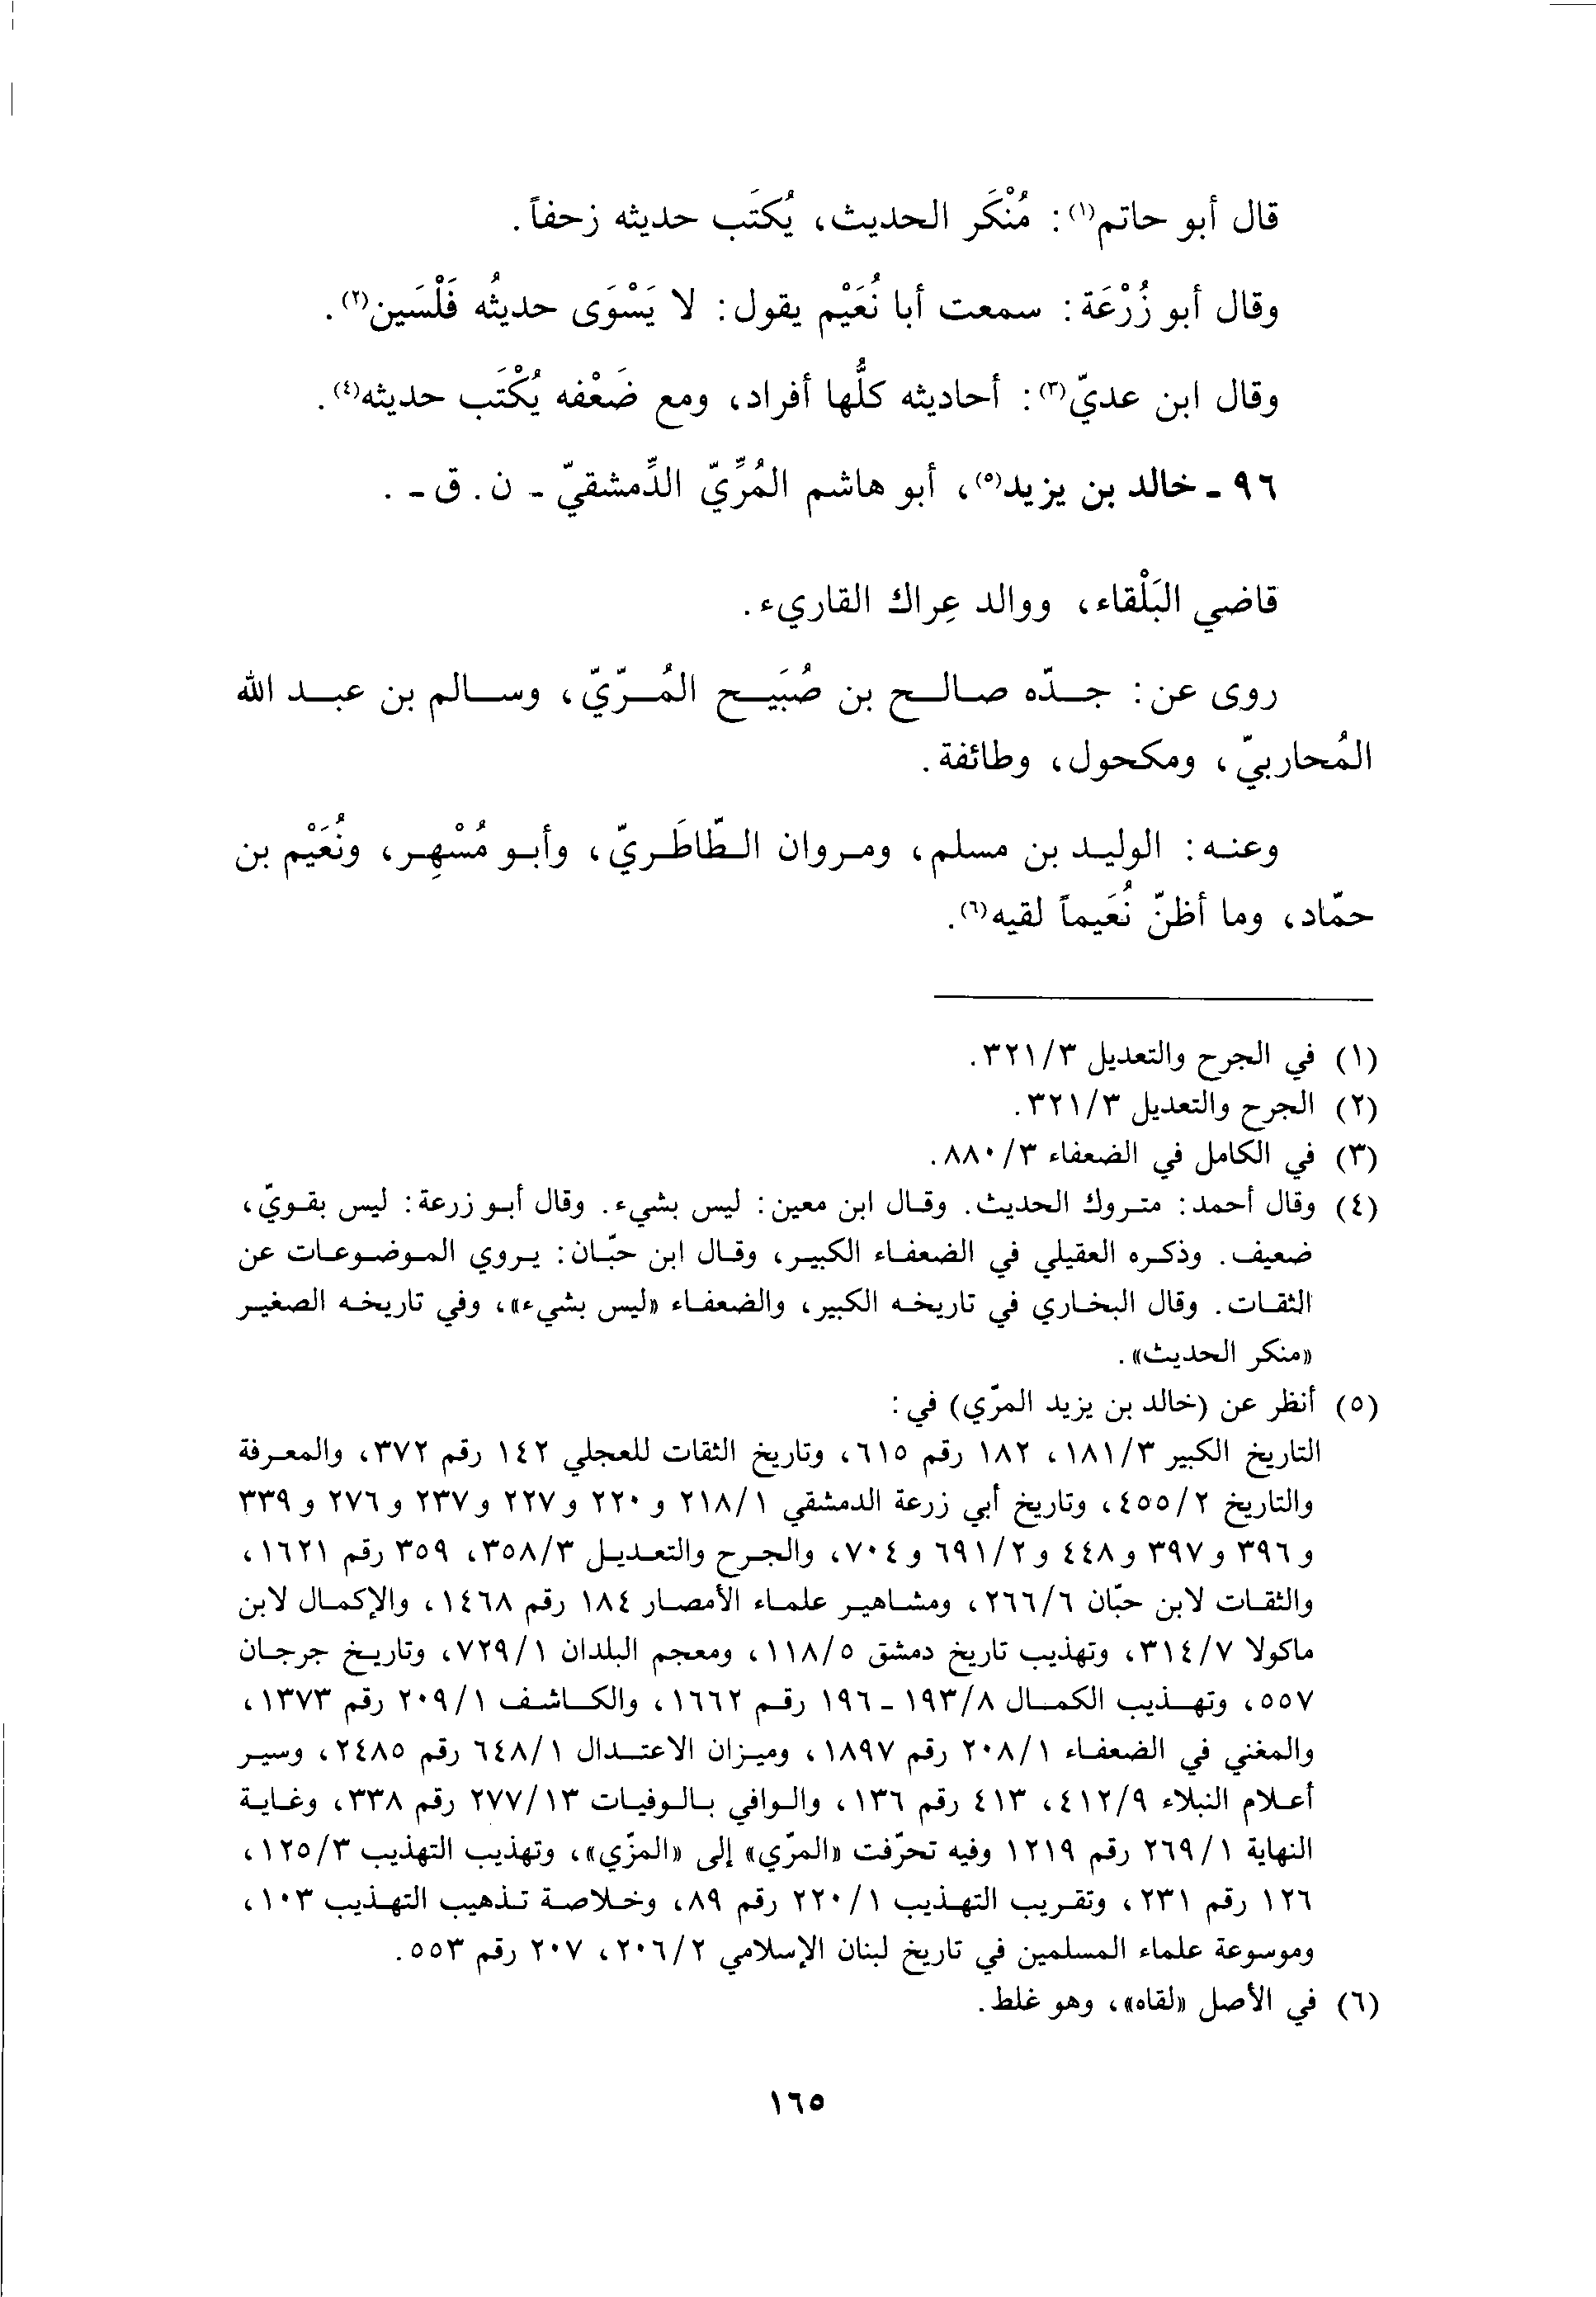 قال أبو حاتم(١): مُنْكَر الحديث، يُكتَب حديثه زحفاً.
وقال أبو زُرْعَة: سمعت أبا نُعَيْم يقول: لا يَسْوَى حديثُه فَلْسَين(٢).
وقال ابن عديّ(٣): أحاديثه كلُّها أفراد، ومع ضَعْفه يُكْتَب حديثه(٤).
٩٦ - خالد بن يزيد(٥)، أبو هاشم المُرِّيّ الدِّمشقيّ - ن. ق - .
قاضي البَلْقاء، ووالد عِراك القاريء.
روى عن: جدّه صالح بن صُبَيح المُرّيّ، وسالم بن عبد الله
المُحاربيّ، ومكحول، وطائفة.
وعنه: الوليد بن مسلم، ومروان الطّاطَريّ، وأبو مُسْهِر، ونُعَيْم بن
حمّاد، وما أظنّ نُعَيماً لقيه(٦).
(١) في الجرح والتعديل ٣٢١/٣.
(٢) الجرح والتعديل ٣٢١/٣.
(٣) في الكامل في الضعفاء ٨٨٠/٣.
(٤) وقال أحمد: متروك الحديث. وقال ابن معين: ليس بشيء. وقال أبو زرعة: ليس بقويّ،
ضعيف. وذكره العقيلي في الضعفاء الكبير، وقال ابن حبّان: يروي الموضوعات عن
الثقات. وقال البخاري في تاريخه الكبير، والضعفاء «ليس بشيء»، وفي تاريخه الصغير
«منكر الحديث».
(٥) أنظر عن (خالد بن يزيد المرّي) في:
التاريخ الكبير ١٨١/٣، ١٨٢ رقم ٦١٥، وتاريخ الثقات للعجلي ١٤٢ رقم ٣٧٢، والمعرفة
والتاريخ ٤٥٥/٢، وتاريخ أبي زرعة الدمشقي ٢١٨/١ و ٢٢٠ و ٢٢٧ و ٢٣٧ و ٢٧٦ و ٣٣٩
و ٣٩٦ و ٣٩٧ و ٤٤٨ و ٦٩١/٢ و ٧٠٤، والجرح والتعديل ٣٥٨/٣، ٣٥٩ رقم ١٦٢١،
والثقات لابن حبّان ٢٦٦/٦، ومشاهير علماء الأمصار ١٨٤ رقم ١٤٦٨، والإكمال لابن
ماكولا ٣١٤/٧، وتهذيب تاريخ دمشق ١١٨/٥، ومعجم البلدان ٧٢٩/١، وتاريخ جرجان
٥٥٧، وتهذيب الكمال ١٩٣/٨ - ١٩٦ رقم ١٦٦٢، والكاشف ٢٠٩/١ رقم ١٣٧٣،
والمغني في الضعفاء ٢٠٨/١ رقم ١٨٩٧، وميزان الاعتدال ٦٤٨/١ رقم ٢٤٨٥، وسير
أعلام النبلاء ٤١٢/٩، ٤١٣ رقم ١٣٦، والوافي بالوفيات ٢٧٧/١٣ رقم ٣٣٨، وغاية
النهاية ٢٦٩/١ رقم ١٢١٩ وفيه تحرّفت «المرّي» إلى «المزّي»، وتهذيب التهذيب ١٢٥/٣،
١٢٦ رقم ٢٣١، وتقريب التهذيب ٢٢٠/١ رقم ٨٩، وخلاصة تذهيب التهذيب ١٠٣،
وموسوعة علماء المسلمين في تاريخ لبنان الإسلامي ٢٠٦/٢، ٢٠٧ رقم ٥٥٣.
(٦) في الأصل «لقاه»، وهو غلط.
١٦٥